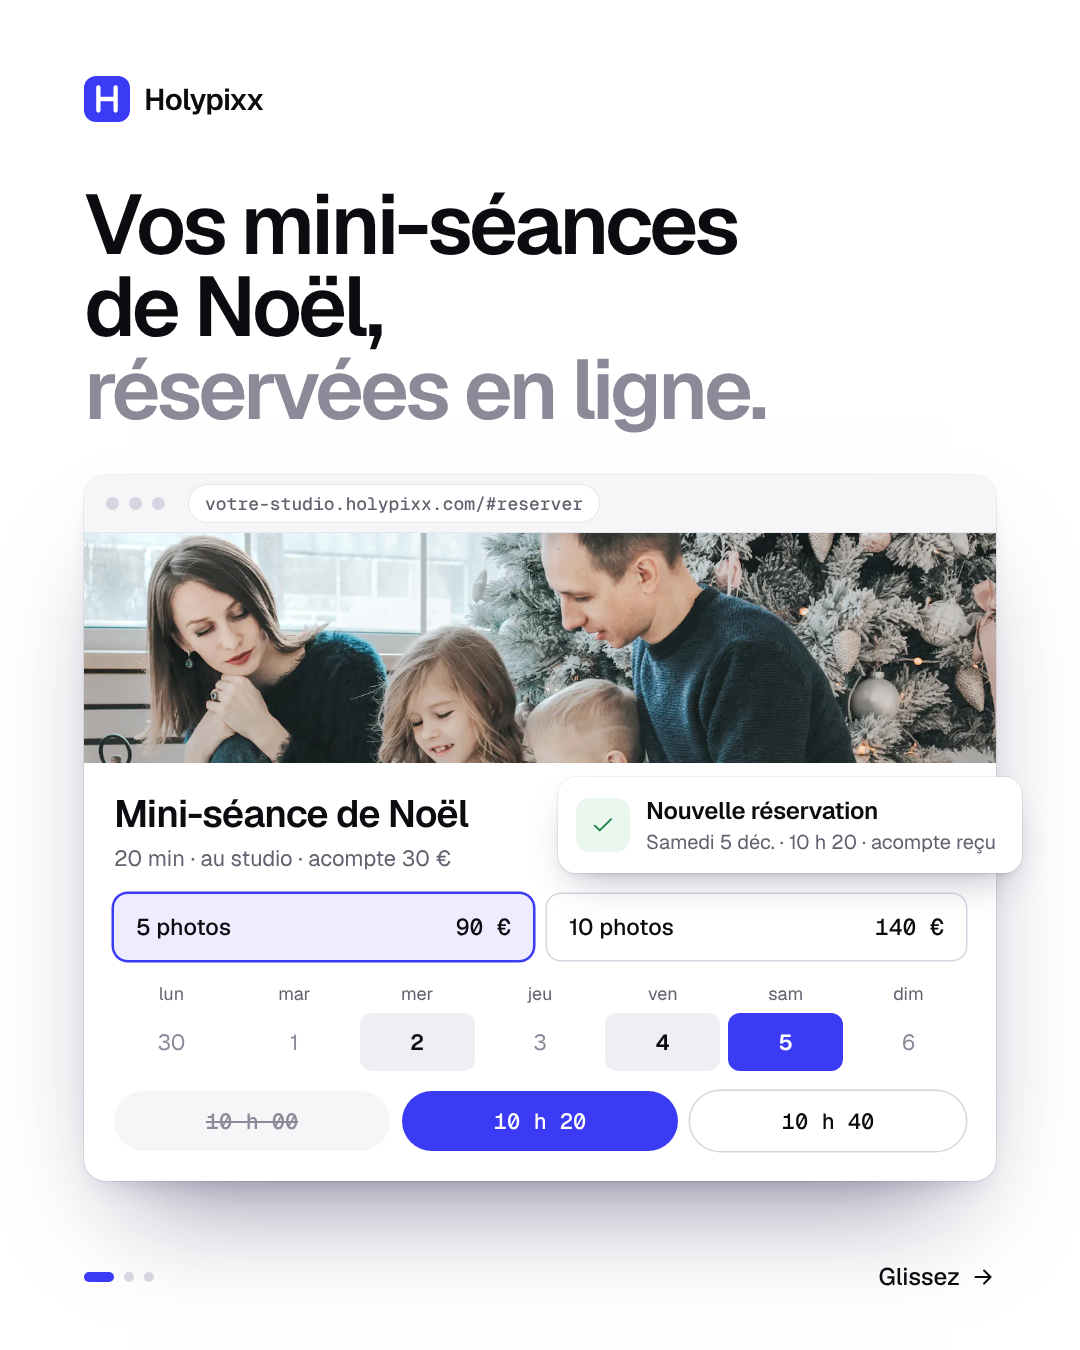 Holypixx
Vos mini-séances
de Noël,
réservées en ligne.
votre-studio.holypixx.com/#reserver
Mini-séance de Noël
20 min · au studio · acompte 30 €
Nouvelle réservation
Samedi 5 déc. · 10 h 20 · acompte reçu
5 photos 90 €
10 photos 140 €
lun mar mer jeu ven sam dim
30 1 2 3 4 5 6
10 h 00 10 h 20 10 h 40
Glissez →